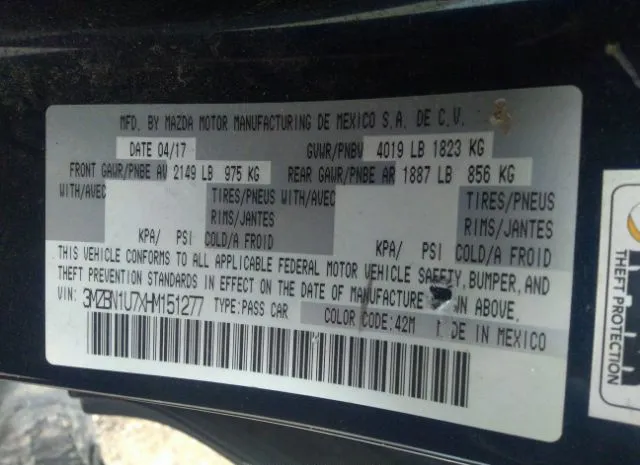 MFD. BY MAZDA MOTOR MANUFACTURING DE MEXICO S.A. DE C.V.
DATE 04/17 GVWR/PNBV 4019 LB 1823 KG
FRONT GAWR/PNBE AV 2149 LB 975 KG REAR GAWR/PNBE AR 1887 LB 856 KG
WITH/AVEC TIRES/PNEUS WITH/AVEC TIRES/PNEUS
RIMS/JANTES RIMS/JANTES
KPA/ PSI COLD/A FROID KPA/ PSI COLD/A FROID
THIS VEHICLE CONFORMS TO ALL APPLICABLE FEDERAL MOTOR VEHICLE SAFETY, BUMPER, AND
THEFT PREVENTION STANDARDS IN EFFECT ON THE DATE OF MANUFACTURE SHOWN ABOVE.
VIN: 3MZBN1U7XHM151277 TYPE:PASS CAR
COLOR CODE:42M DE IN MEXICO
THEFT PROTECTION